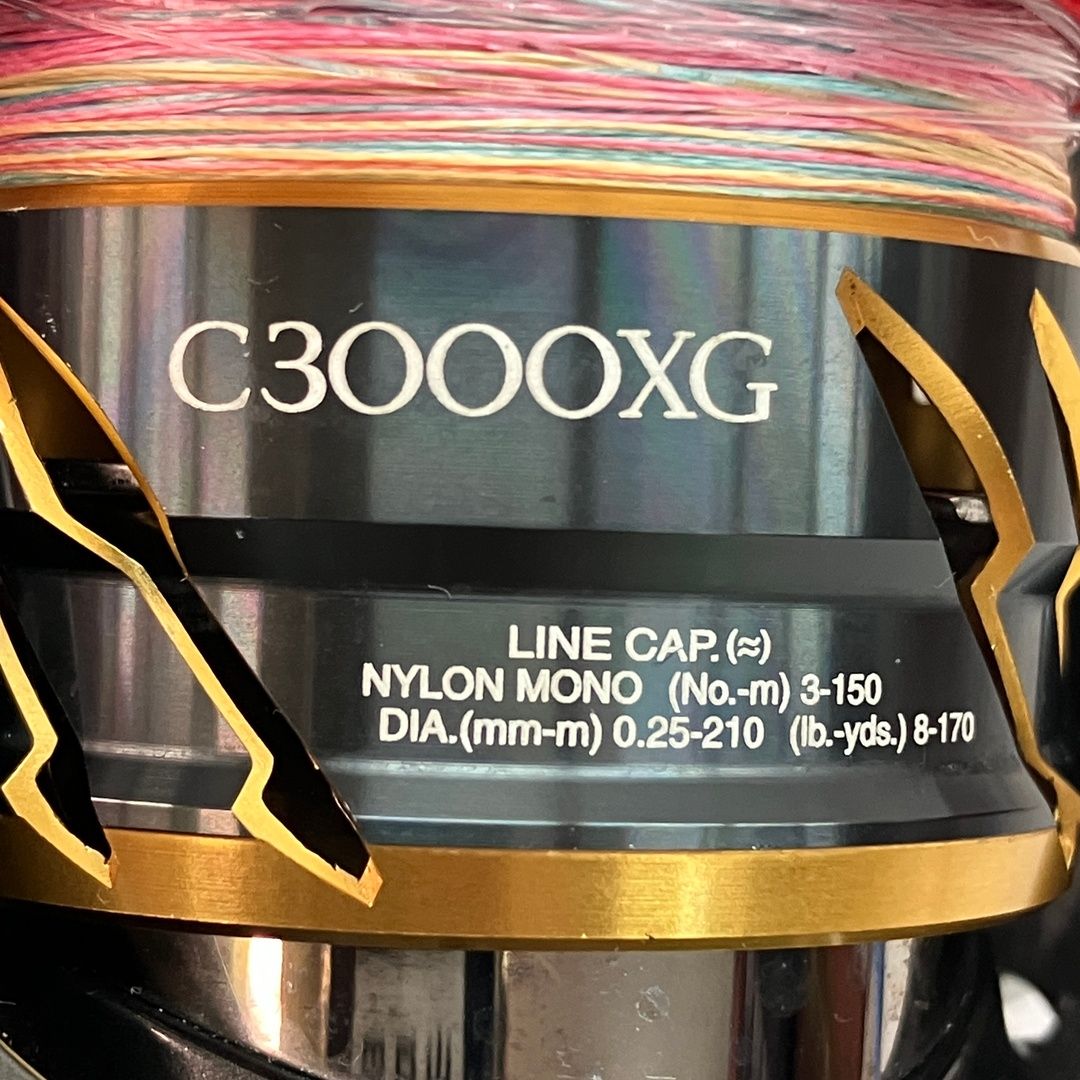 C3000XG
LINE CAP.(≈)
NYLON MONO (No.-m) 3-150
DIA.(mm-m) 0.25-210 (lb.-yds.) 8-170